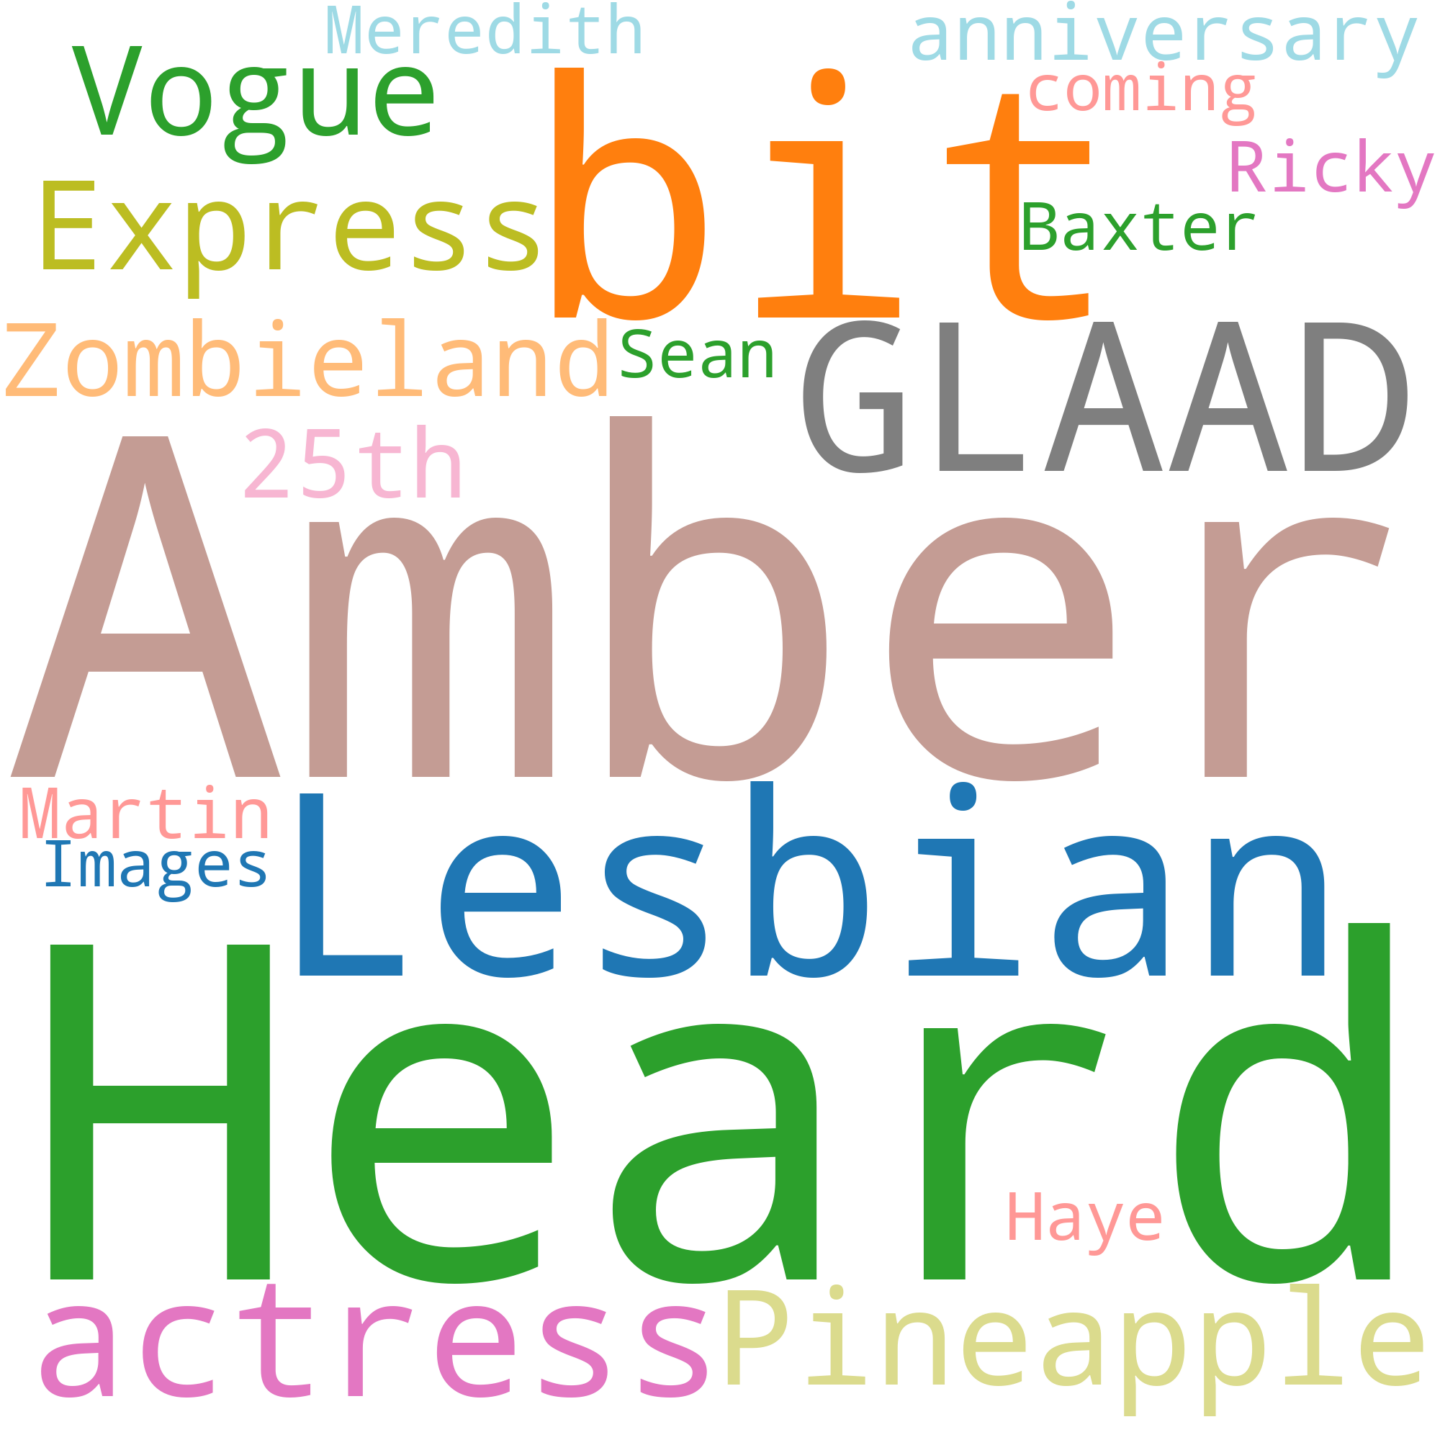 Meredith
anniversary
Vogue
bit
coming
Ricky
Express
Baxter
Zombieland
Sean
GLAAD
25th
Amber
Martin
Images
Lesbian
Heard
Haye
actress
Pineapple